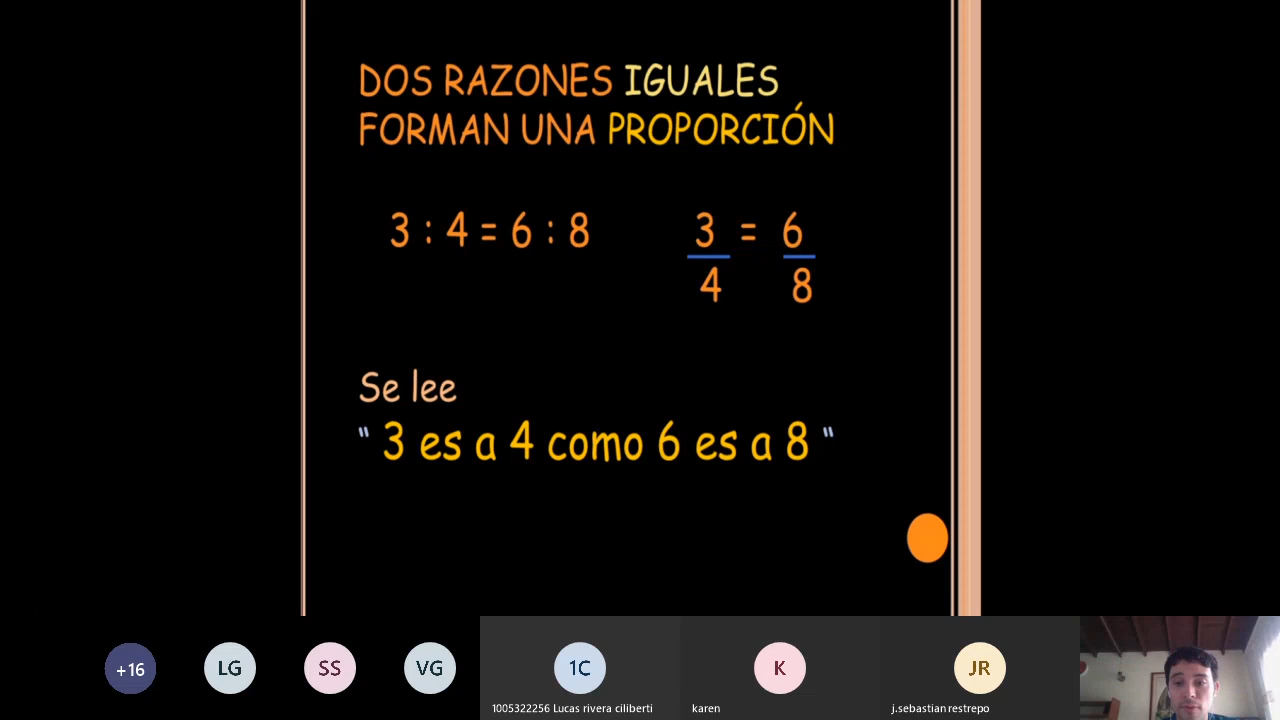 DOS RAZONES IGUALES
FORMAN UNA PROPORCIÓN
3 : 4 = 6 : 8
3 = 6
4 8
Se lee
" 3 es a 4 como 6 es a 8 "
+16
LG
SS
VG
1C
K
JR
1005322256 Lucas rivera ciliberti
karen
j.sebastian restrepo